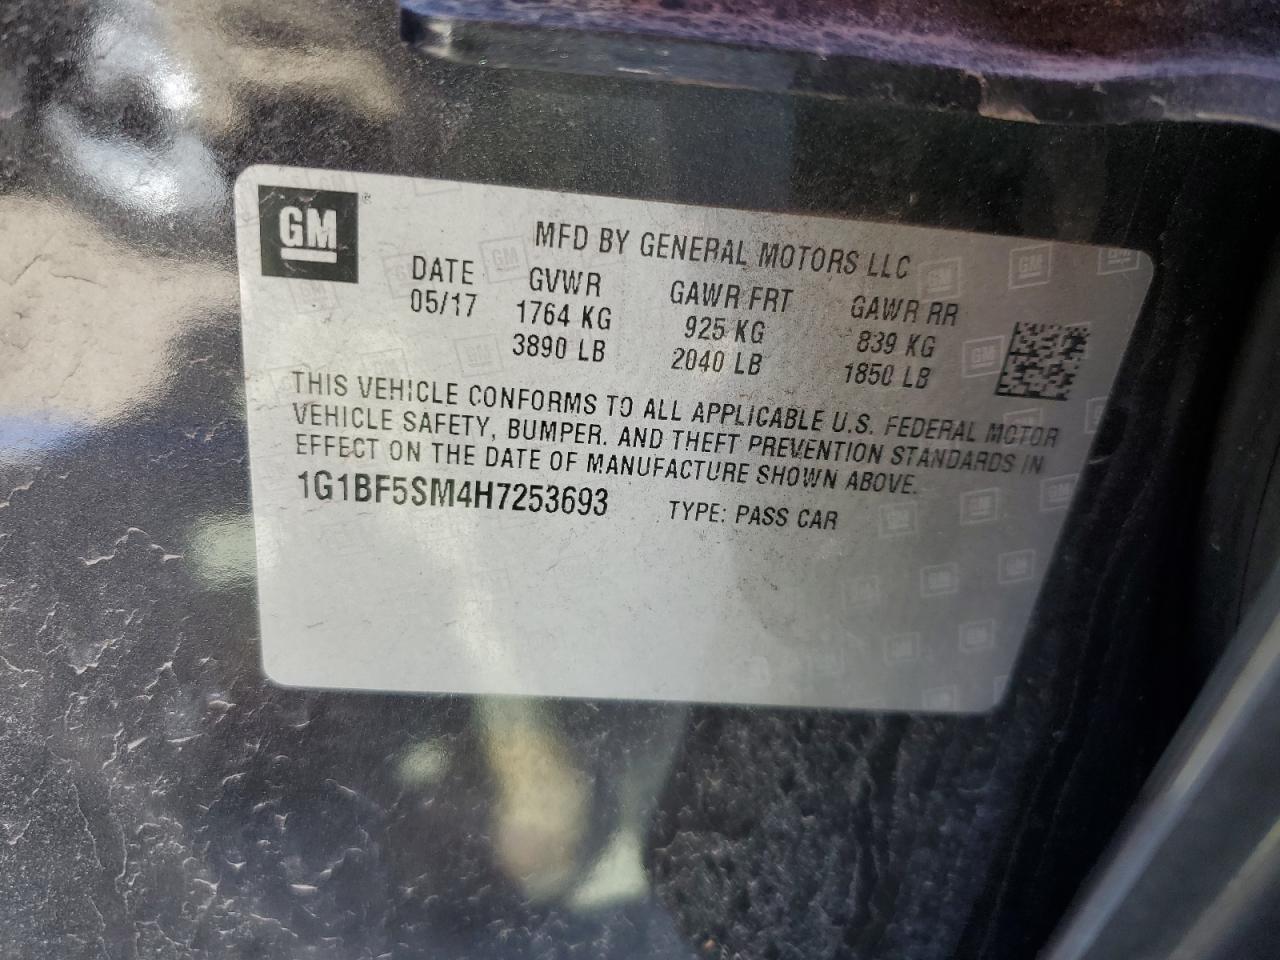 GM
MFD BY GENERAL MOTORS LLC
DATE GVWR GAWR FRT GAWR RR
05/17 1764 KG 925 KG 839 KG
3890 LB 2040 LB 1850 LB
THIS VEHICLE CONFORMS TO ALL APPLICABLE U.S. FEDERAL MOTOR
VEHICLE SAFETY, BUMPER. AND THEFT PREVENTION STANDARDS IN
EFFECT ON THE DATE OF MANUFACTURE SHOWN ABOVE.
1G1BF5SM4H7253693 TYPE: PASS CAR